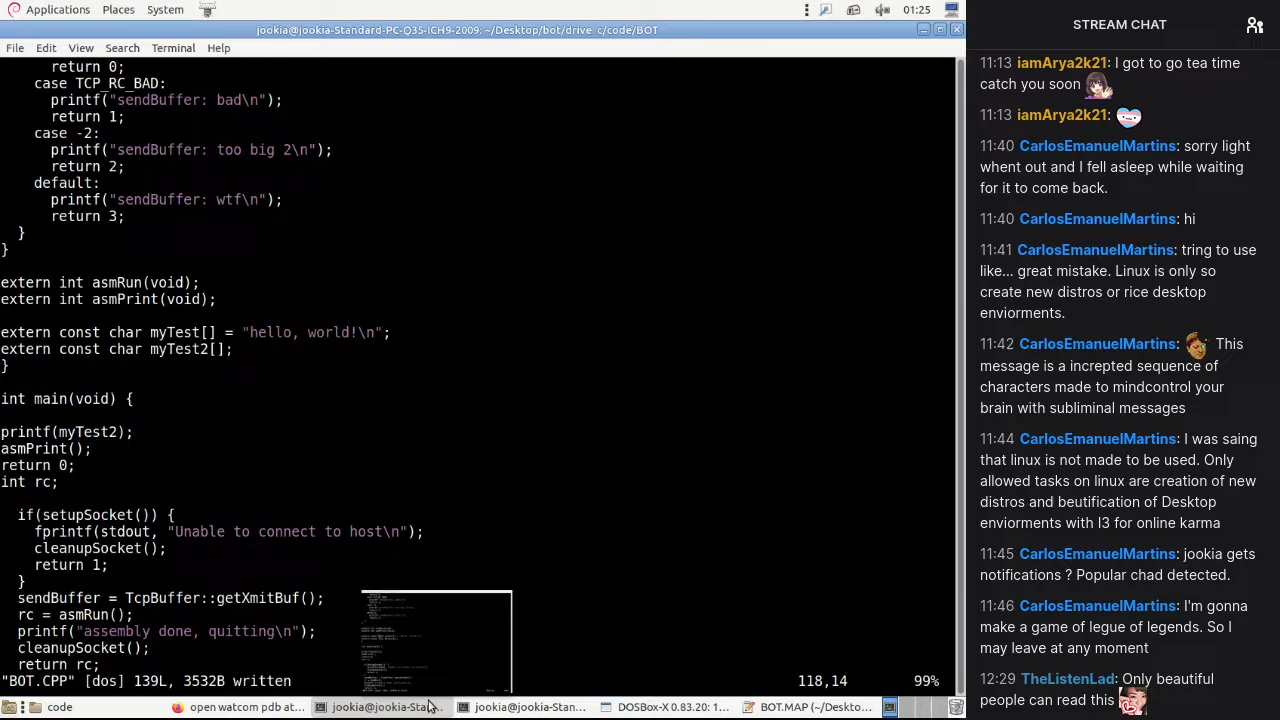 Applications Places System 01:25
jookia@jookia-Standard-PC-Q35-ICH9-2009: ~/Desktop/bot/drive_c/code/BOT
File Edit View Search Terminal Help
return 0;
case TCP_RC_BAD:
printf("sendBuffer: bad\n");
return 1;
case -2:
printf("sendBuffer: too big 2\n");
return 2;
default:
printf("sendBuffer: wtf\n");
return 3;
}
}
extern int asmRun(void);
extern int asmPrint(void);
extern const char myTest[] = "hello, world!\n";
extern const char myTest2[];
}
int main(void) {
printf(myTest2);
asmPrint();
return 0;
int rc;
if(setupSocket()) {
fprintf(stdout, "Unable to connect to host\n");
cleanupSocket();
return 1;
}
sendBuffer = TcpBuffer::getXmitBuf();
rc = asmRun();
printf("assembly done, quitting\n");
cleanupSocket();
return rc;
"BOT.CPP" [dos] 139L, 3532B written 99%
code open watcom pdb at... jookia@jookia-Stan... jookia@jookia-Stan... DOSBox-X 0.83.20: 1... BOT.MAP (~/Deskto...
STREAM CHAT
11:13 iamArya2k21: I got to go tea time
catch you soon
11:13 iamArya2k21:
11:40 CarlosEmanuelMartins: sorry light
whent out and I fell asleep while waiting
for it to come back.
11:40 CarlosEmanuelMartins: hi
11:41 CarlosEmanuelMartins: tring to use
like... great mistake. Linux is only so
create new distros or rice desktop
enviorments.
11:42 CarlosEmanuelMartins: This
message is a increpted sequence of
characters made to mindcontrol your
brain with subliminal messages
11:44 CarlosEmanuelMartins: I was saing
that linux is not made to be used. Only
allowed tasks on linux are creation of new
distros and beutification of Desktop
enviorments with I3 for online karma
11:45 CarlosEmanuelMartins: jookia gets
notifications ? Popular chad detected.
11:46 CarlosEmanuelMartins: I'm gonna
make a game of lique of legends. So I
may leave at any moment
12:29 TheListenLad: Only beautiful
people can read this